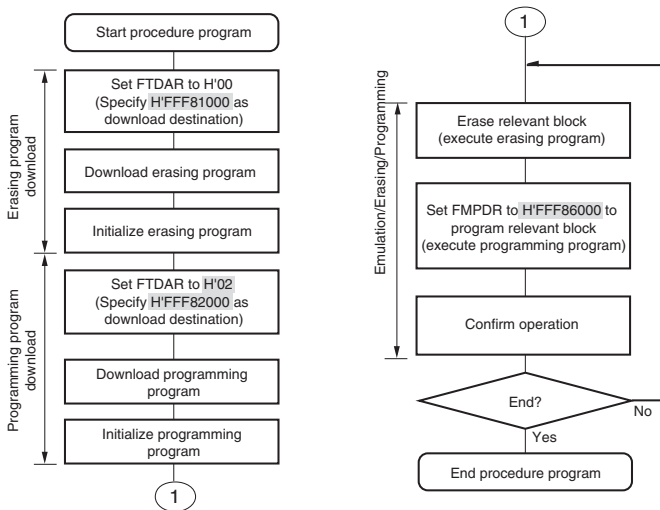 Start procedure program
Erasing program
download
Set FTDAR to H'00
(Specify H'FFF81000 as
download destination)
Download erasing program
Initialize erasing program
Programming program
download
Set FTDAR to H'02
(Specify H'FFF82000 as
download destination)
Download programming
program
Initialize programming
program
1
1
Emulation/Erasing/Programming
Erase relevant block
(execute erasing program)
Set FMPDR to H'FFF86000 to
program relevant block
(execute programming program)
Confirm operation
End?
No
Yes
End procedure program